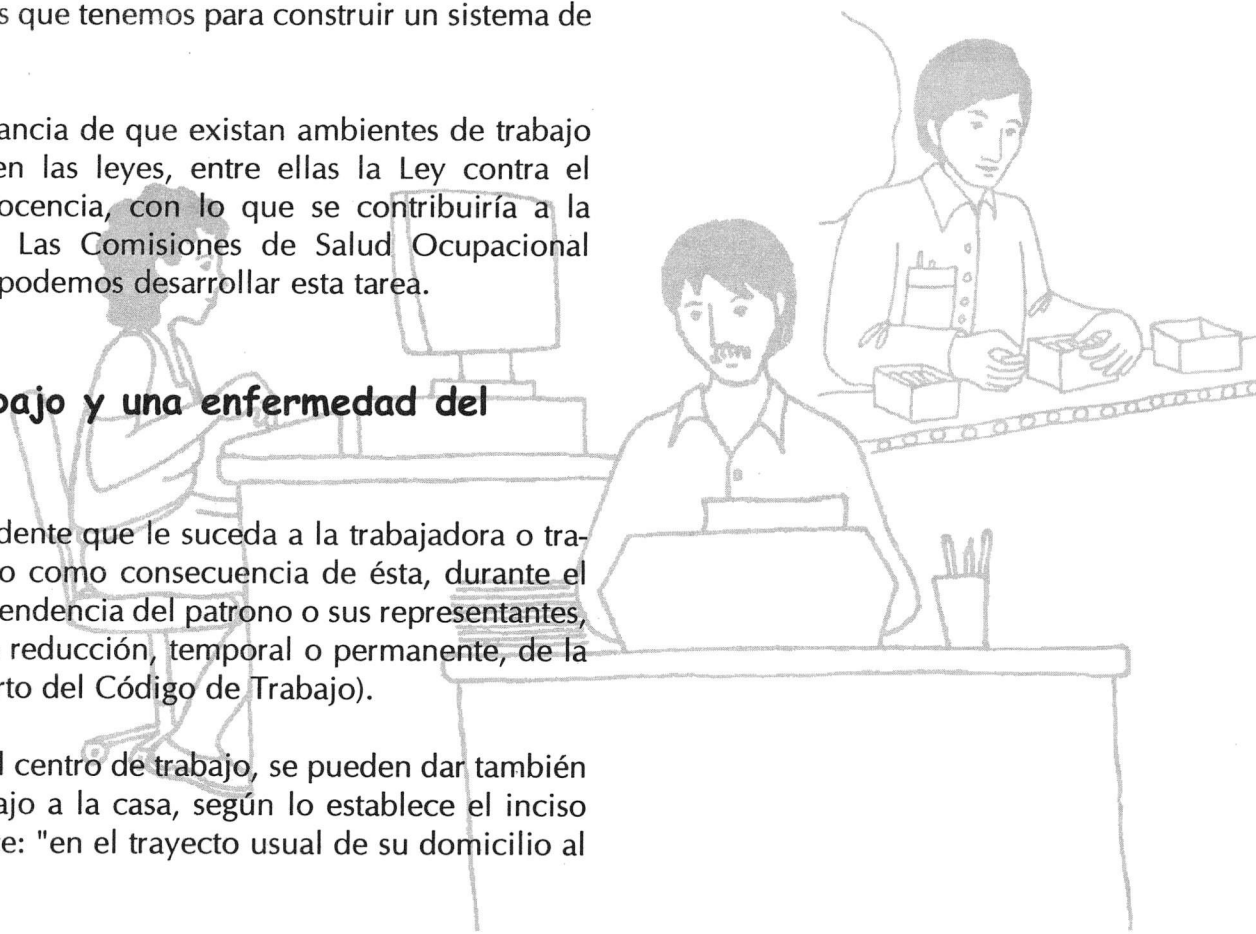 s que tenemos para construir un sistema de
ancia de que existan ambientes de trabajo
en las leyes, entre ellas la Ley contra el
ocencia, con lo que se contribuiría a la
Las Comisiones de Salud Ocupacional
podemos desarrollar esta tarea.
bajo y una enfermedad del
dente que le suceda a la trabajadora o tra-
o como consecuencia de ésta, durante el
endencia del patrono o sus representantes,
reducción, temporal o permanente, de la
rto del Código de Trabajo).
l centro de trabajo, se pueden dar también
ajo a la casa, según lo establece el inciso
e: "en el trayecto usual de su domicilio al